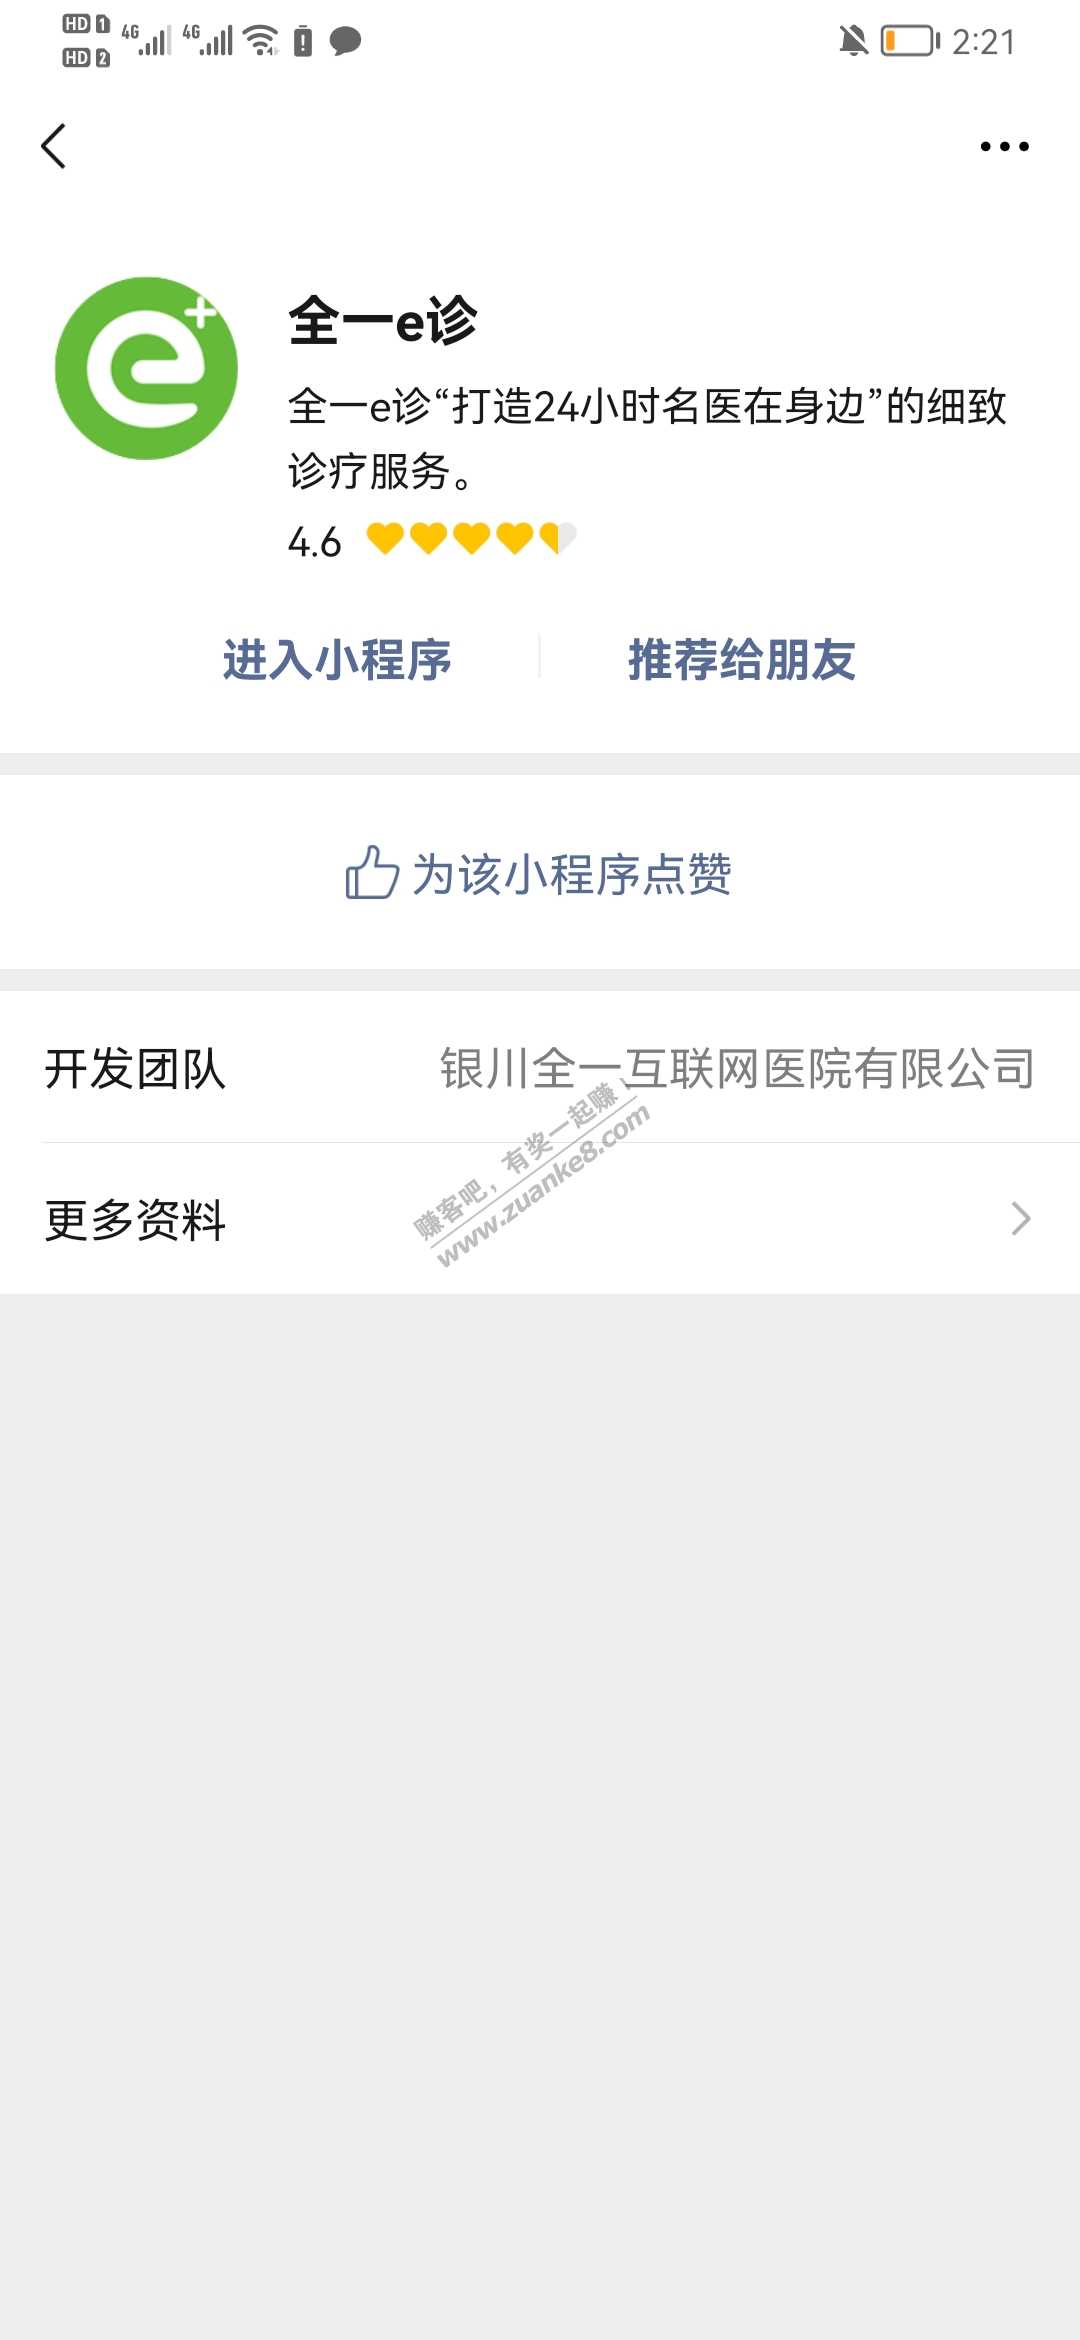 HD 1 4G 4G 2:21
HD 2
全一e诊
全一e诊“打造24小时名医在身边”的细致
诊疗服务。
4.6
进入小程序 推荐给朋友
为该小程序点赞
开发团队 银川全一互联网医院有限公司
赚客吧，有奖一起赚！
www.zuanke8.com
更多资料